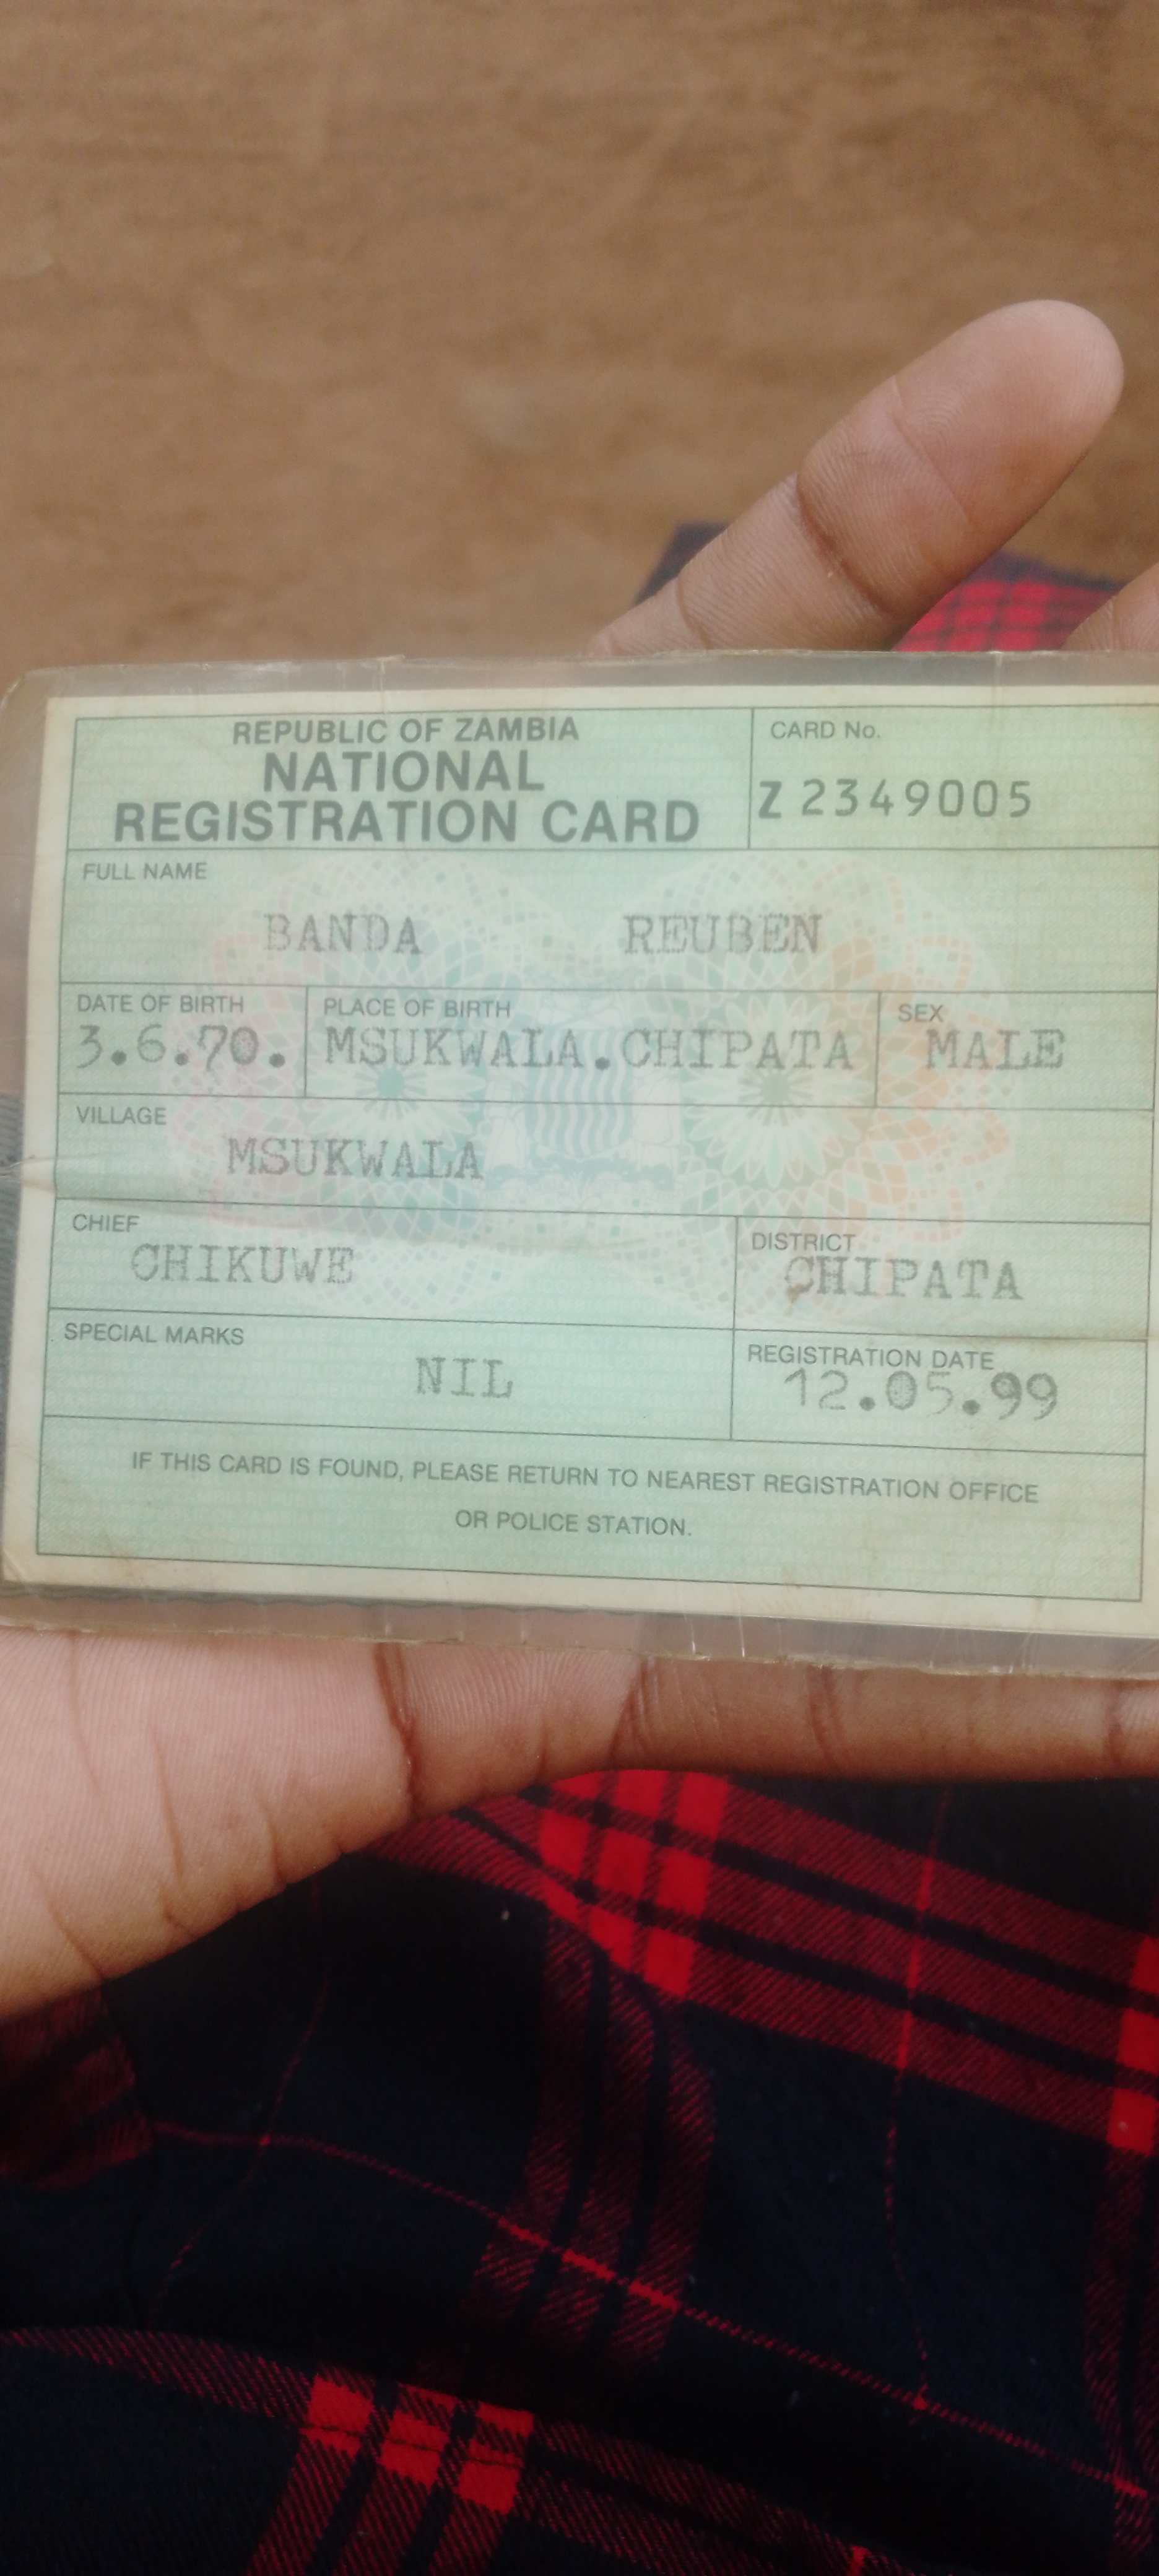 REPUBLIC OF ZAMBIA
NATIONAL
REGISTRATION CARD
CARD No.
Z 2349005
FULL NAME
BANDA REUBEN
DATE OF BIRTH
3.6.70.
PLACE OF BIRTH
MSUKWALA.CHIPATA
SEX
MALE
VILLAGE
MSUKWALA
CHIEF
CHIKUWE
DISTRICT
CHIPATA
SPECIAL MARKS
NIL
REGISTRATION DATE
12.05.99
IF THIS CARD IS FOUND, PLEASE RETURN TO NEAREST REGISTRATION OFFICE
OR POLICE STATION.